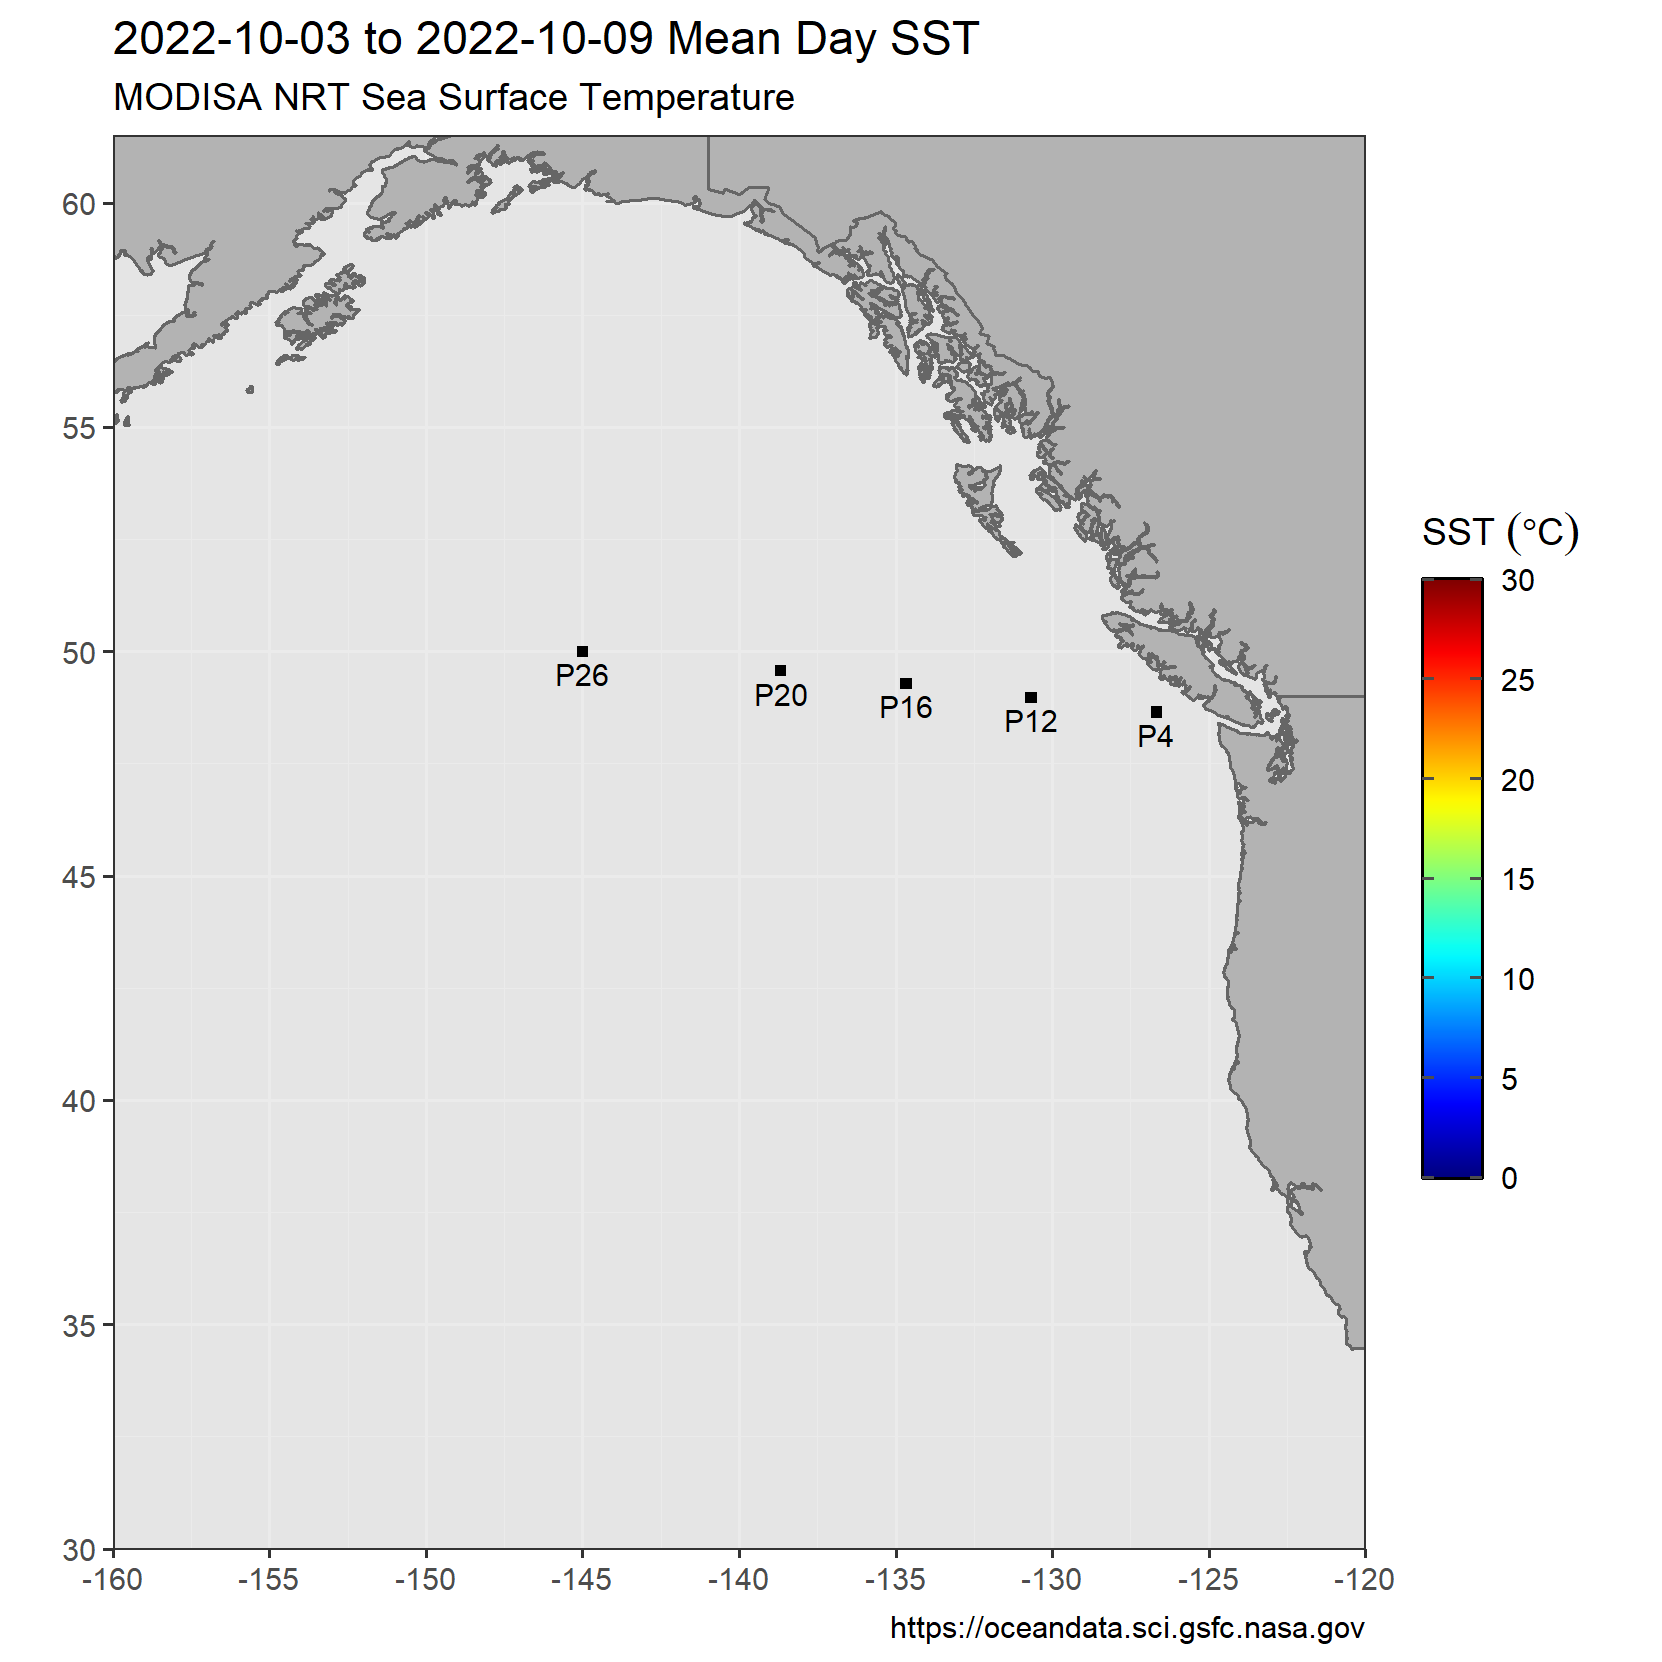 2022-10-03 to 2022-10-09 Mean Day SST
MODISA NRT Sea Surface Temperature
60
55
50
45
40
35
30
P26
P20
P16
P12
P4
-160
-155
-150
-145
-140
-135
-130
-125
-120
SST (°C)
30
25
20
15
10
5
0
https://oceandata.sci.gsfc.nasa.gov